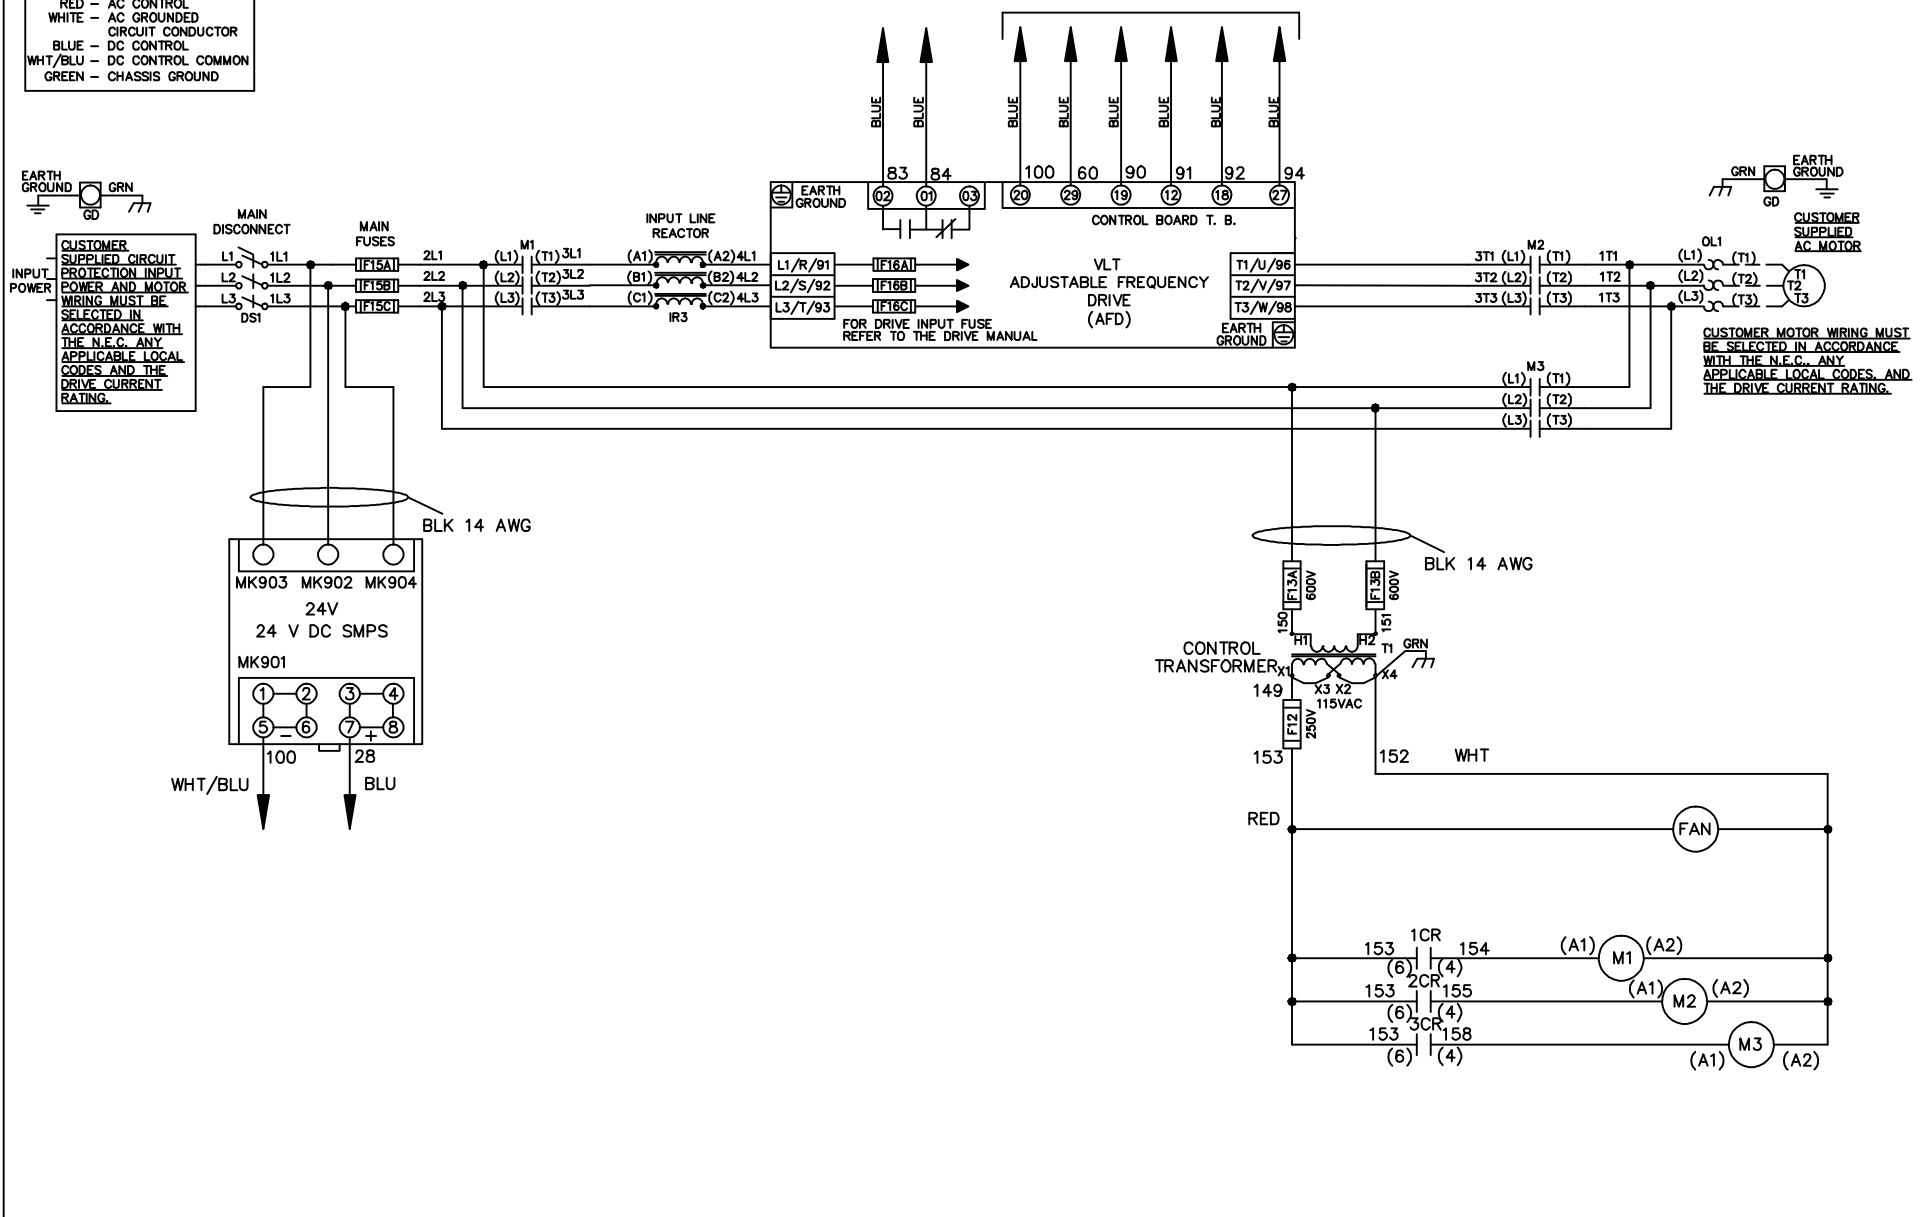 RED – AC CONTROL
WHITE – AC GROUNDED
CIRCUIT CONDUCTOR
BLUE – DC CONTROL
WHT/BLU – DC CONTROL COMMON
GREEN – CHASSIS GROUND
BLUE
BLUE
BLUE
BLUE
BLUE
BLUE
BLUE
BLUE
83
84
100
60
90
91
92
94
EARTH
GROUND
02
01
03
20
29
19
12
18
27
CONTROL BOARD T. B.
EARTH
GROUND
GRN
GD
INPUT
POWER
CUSTOMER
SUPPLIED CIRCUIT
PROTECTION INPUT
POWER AND MOTOR
WIRING MUST BE
SELECTED IN
ACCORDANCE WITH
THE N.E.C. ANY
APPLICABLE LOCAL
CODES AND THE
DRIVE CURRENT
RATING.
MAIN
DISCONNECT
L1 1L1
L2 1L2
L3 1L3
DS1
MAIN
FUSES
F15A
F15B
F15C
2L1
2L2
2L3
M1
(L1) (T1) 3L1
(L2) (T2) 3L2
(L3) (T3) 3L3
INPUT LINE
REACTOR
(A1) (A2) 4L1
(B1) (B2) 4L2
(C1) (C2) 4L3
IR3
L1/R/91
L2/S/92
L3/T/93
F16A
F16B
F16C
FOR DRIVE INPUT FUSE
REFER TO THE DRIVE MANUAL
VLT
ADJUSTABLE FREQUENCY
DRIVE
(AFD)
T1/U/96
T2/V/97
T3/W/98
EARTH
GROUND
M2
3T1 (L1) (T1) 1T1
3T2 (L2) (T2) 1T2
3T3 (L3) (T3) 1T3
OL1
(L1) (T1)
(L2) (T2)
(L3) (T3)
T1
T2
T3
GRN
EARTH
GROUND
GD
CUSTOMER
SUPPLIED
AC MOTOR
CUSTOMER MOTOR WIRING MUST
BE SELECTED IN ACCORDANCE
WITH THE N.E.C., ANY
APPLICABLE LOCAL CODES, AND
THE DRIVE CURRENT RATING.
M3
(L1) (T1)
(L2) (T2)
(L3) (T3)
BLK 14 AWG
MK903 MK902 MK904
24V
24 V DC SMPS
MK901
1 2 3 4
5 6 7 8
– +
100
28
WHT/BLU
BLU
BLK 14 AWG
F13A
600V
F13B
600V
150
151
H1 H2
T1
GRN
CONTROL
TRANSFORMER
X1
X3 X2
X4
115VAC
149
F12
250V
153
152
WHT
RED
FAN
1CR
153 154
(6) (4)
(A1) M1 (A2)
2CR
153 155
(6) (4)
(A1) M2 (A2)
3CR
153 158
(6) (4)
(A1) M3 (A2)